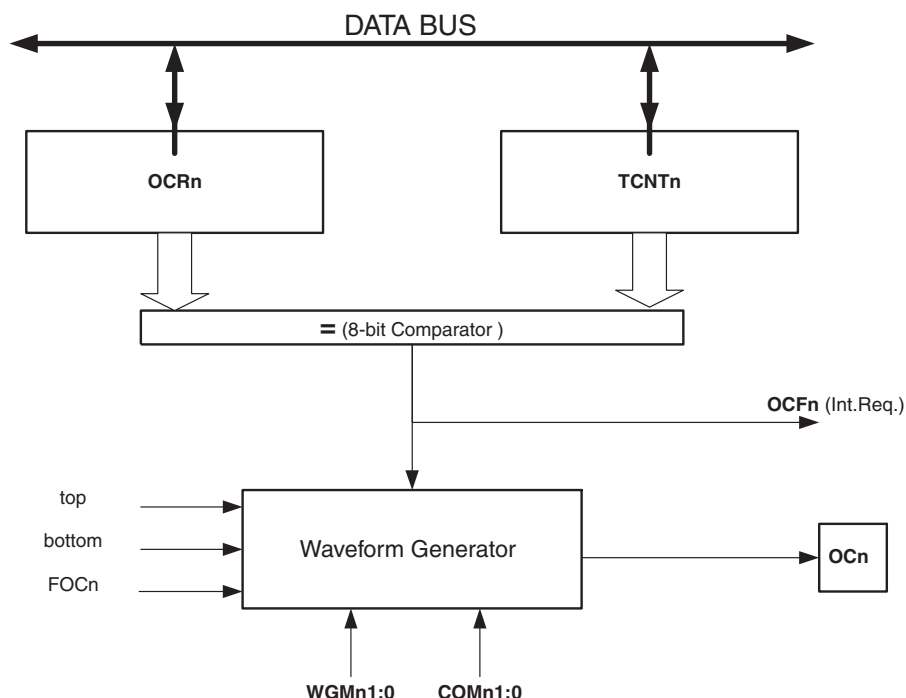 DATA BUS
OCRn
TCNTn
= (8-bit Comparator )
OCFn (Int.Req.)
top
bottom
FOCn
Waveform Generator
OCn
WGMn1:0
COMn1:0